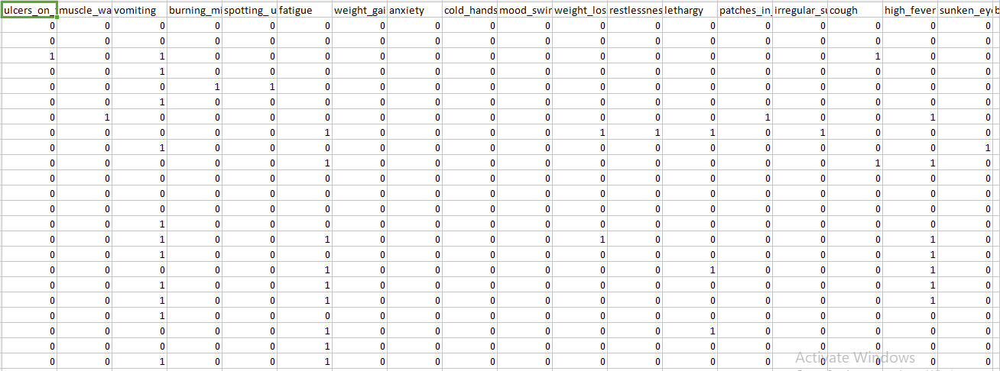 ulcers_on_ muscle_wa vomiting burning_mi spotting_ u fatigue weight_gai anxiety cold_hands mood_swin weight_los restlessnes lethargy patches_in_ irregular_su cough high_fever sunken_eye b
0 0 0 0 0 0 0 0 0 0 0 0 0 0 0 0 0 0
0 0 0 0 0 0 0 0 0 0 0 0 0 0 0 0 0 0
1 0 1 0 0 0 0 0 0 0 0 0 0 0 0 1 0 0
0 0 1 0 0 0 0 0 0 0 0 0 0 0 0 0 0 0
0 0 0 1 1 0 0 0 0 0 0 0 0 0 0 0 0 0
0 0 1 0 0 0 0 0 0 0 0 0 0 0 0 0 0 0
0 1 0 0 0 0 0 0 0 0 0 0 0 1 0 0 1 0
0 0 0 0 0 1 0 0 0 0 1 1 1 0 1 0 0 0
0 0 1 0 0 0 0 0 0 0 0 0 0 0 0 0 0 1
0 0 0 0 0 1 0 0 0 0 0 0 0 0 0 1 1 0
0 0 0 0 0 0 0 0 0 0 0 0 0 0 0 0 0 0
0 0 0 0 0 0 0 0 0 0 0 0 0 0 0 0 0 0
0 0 0 0 0 0 0 0 0 0 0 0 0 0 0 0 0 0
0 0 1 0 0 0 0 0 0 0 0 0 0 0 0 0 0 0
0 0 1 0 0 1 0 0 0 0 1 0 0 0 0 0 1 0
0 0 1 0 0 0 0 0 0 0 0 0 0 0 0 0 1 0
0 0 0 0 0 1 0 0 0 0 0 0 1 0 0 0 1 0
0 0 1 0 0 1 0 0 0 0 0 0 0 0 0 0 1 0
0 0 1 0 0 1 0 0 0 0 0 0 0 0 0 0 1 0
0 0 1 0 0 0 0 0 0 0 0 0 0 0 0 0 0 0
0 0 0 0 0 1 0 0 0 0 0 0 1 0 0 0 0 0
0 0 0 0 0 1 0 0 0 0 0 0 0 0 0 0 0 0
0 0 1 0 0 1 0 0 0 0 0 0 0 0 0 0 0 0
Activate Windows